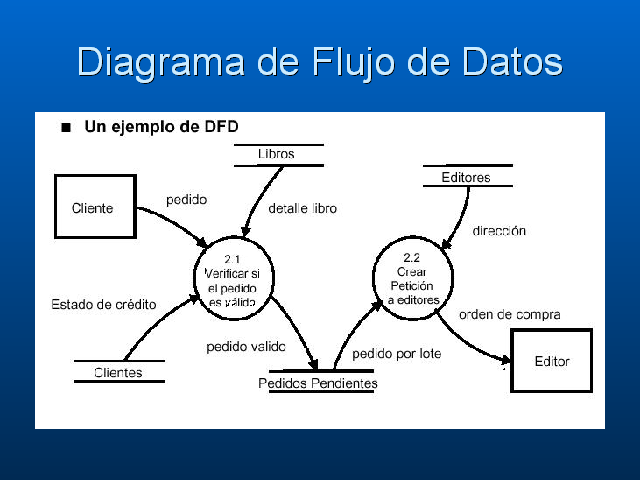 Diagrama de Flujo de Datos
Un ejemplo de DFD
Libros
Editores
Cliente
pedido
detalle libro
dirección
2.1
Verificar si
el pedido
es válido
2.2
Crear
Petición
a editores
Estado de crédito
orden de compra
pedido valido
pedido por lote
Editor
Clientes
Pedidos Pendientes